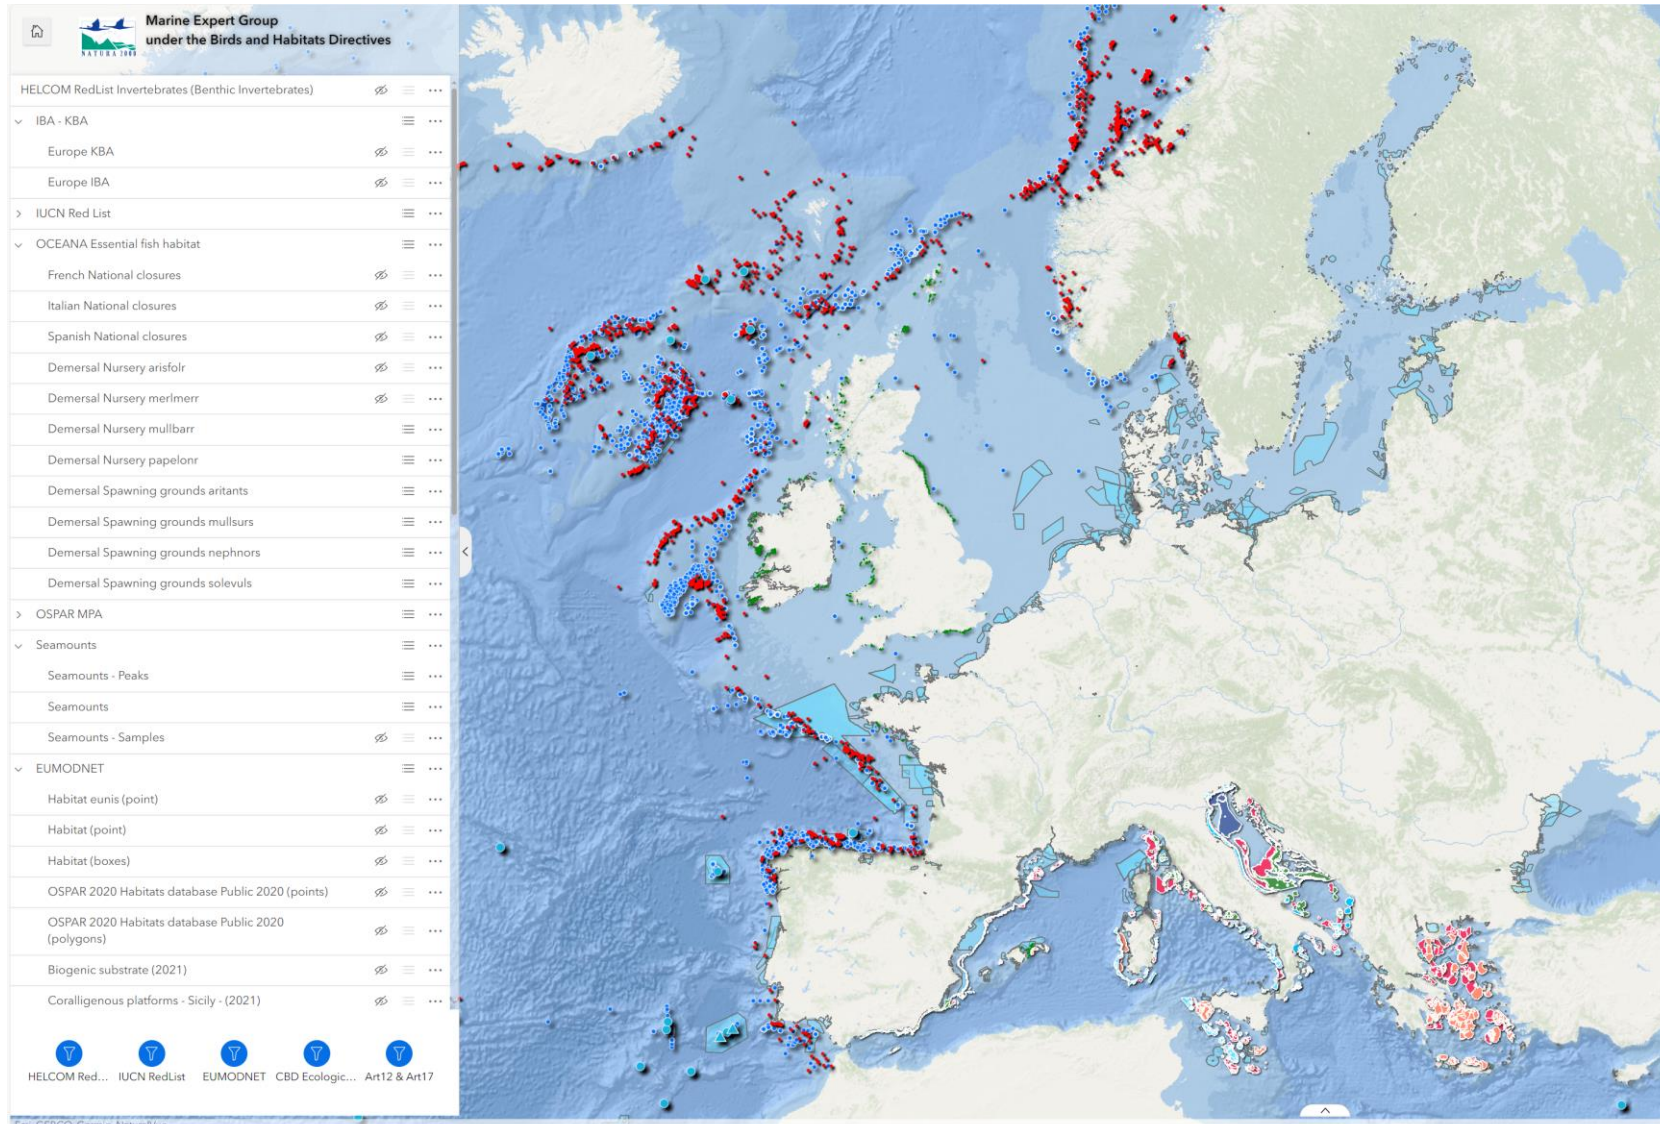 Marine Expert Group
under the Birds and Habitats Directives
NATURA 2000
HELCOM RedList Invertebrates (Benthic Invertebrates)
IBA - KBA
Europe KBA
Europe IBA
IUCN Red List
OCEANA Essential fish habitat
French National closures
Italian National closures
Spanish National closures
Demersal Nursery arisfolr
Demersal Nursery merlmerr
Demersal Nursery mullbarr
Demersal Nursery papelonr
Demersal Spawning grounds aritants
Demersal Spawning grounds mullsurs
Demersal Spawning grounds nephnors
Demersal Spawning grounds solevuls
OSPAR MPA
Seamounts
Seamounts - Peaks
Seamounts
Seamounts - Samples
EUMODNET
Habitat eunis (point)
Habitat (point)
Habitat (boxes)
OSPAR 2020 Habitats database Public 2020 (points)
OSPAR 2020 Habitats database Public 2020
(polygons)
Biogenic substrate (2021)
Coralligenous platforms - Sicily - (2021)
HELCOM Red... IUCN RedList EUMODNET CBD Ecologic... Art12 & Art17